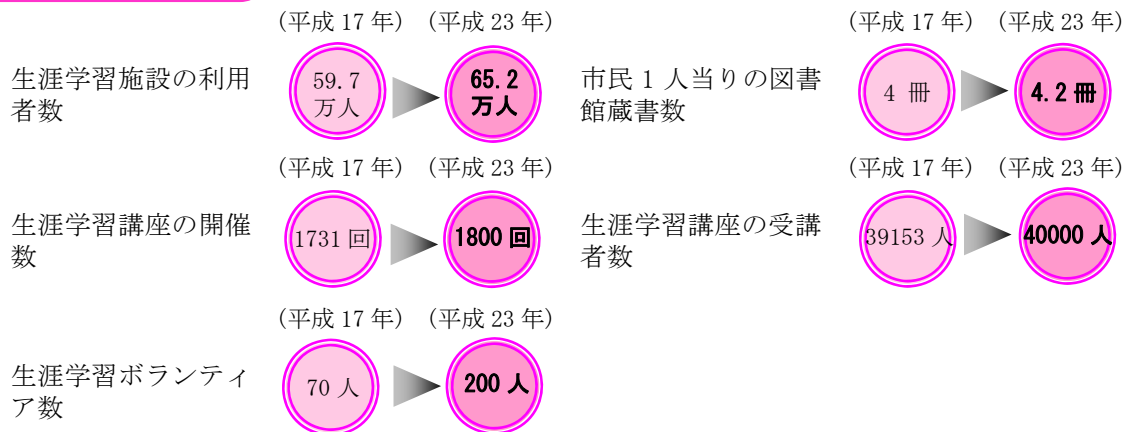 (平成 17 年) (平成 23 年)
生涯学習施設の利用
者数
59.7
万人
65.2
万人
(平成 17 年) (平成 23 年)
市民 1 人当りの図書
館蔵書数
4 冊
4.2 冊
(平成 17 年) (平成 23 年)
生涯学習講座の開催
数
1731 回
1800 回
(平成 17 年) (平成 23 年)
生涯学習講座の受講
者数
39153 人
40000 人
(平成 17 年) (平成 23 年)
生涯学習ボランティ
ア数
70 人
200 人